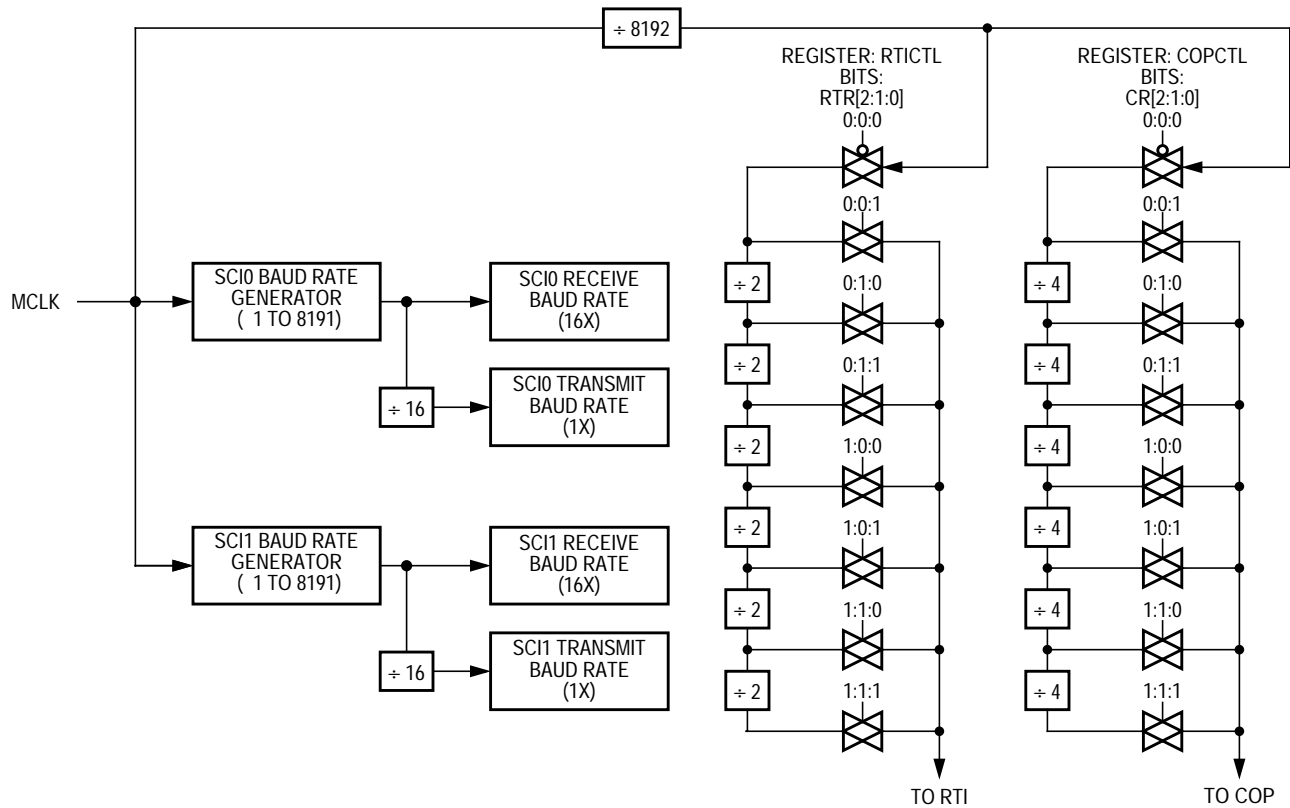 ÷ 8192
REGISTER: RTICTL
BITS:
RTR[2:1:0]
0:0:0
REGISTER: COPCTL
BITS:
CR[2:1:0]
0:0:0
0:0:1
0:0:1
MCLK
SCI0 BAUD RATE
GENERATOR
( 1 TO 8191)
SCI0 RECEIVE
BAUD RATE
(16X)
÷ 2
0:1:0
÷ 4
0:1:0
÷ 16
SCI0 TRANSMIT
BAUD RATE
(1X)
÷ 2
0:1:1
÷ 4
0:1:1
÷ 2
1:0:0
÷ 4
1:0:0
SCI1 BAUD RATE
GENERATOR
( 1 TO 8191)
SCI1 RECEIVE
BAUD RATE
(16X)
÷ 2
1:0:1
÷ 4
1:0:1
÷ 16
SCI1 TRANSMIT
BAUD RATE
(1X)
÷ 2
1:1:0
÷ 4
1:1:0
÷ 2
1:1:1
÷ 4
1:1:1
TO RTI
TO COP